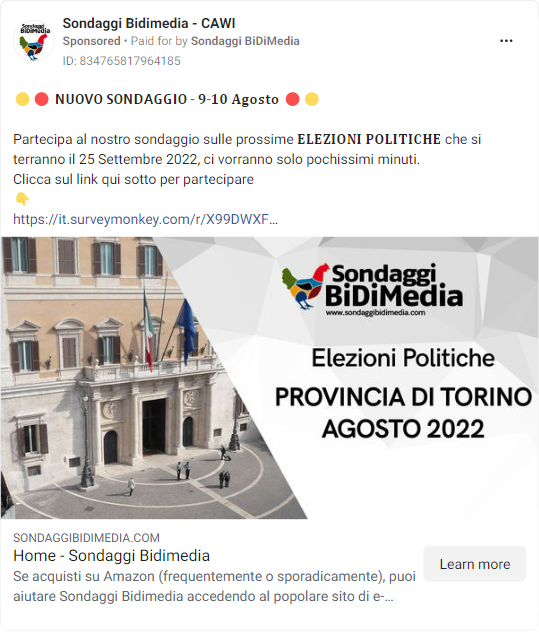 Sondaggi BiDiMedia
Sondaggi Bidimedia - CAWI
Sponsored • Paid for by Sondaggi BiDiMedia
ID: 834765817964185
NUOVO SONDAGGIO - 9-10 Agosto
Partecipa al nostro sondaggio sulle prossime ELEZIONI POLITICHE che si
terranno il 25 Settembre 2022, ci vorranno solo pochissimi minuti.
Clicca sul link qui sotto per partecipare
👇
https://it.surveymonkey.com/r/X99DWXF...
Sondaggi
BiDiMedia
www.sondaggibidimedia.com
Elezioni Politiche
PROVINCIA DI TORINO
AGOSTO 2022
SONDAGGIBIDIMEDIA.COM
Home - Sondaggi Bidimedia
Se acquisti su Amazon (frequentemente o sporadicamente), puoi
aiutare Sondaggi Bidimedia accedendo al popolare sito di e-...
Learn more